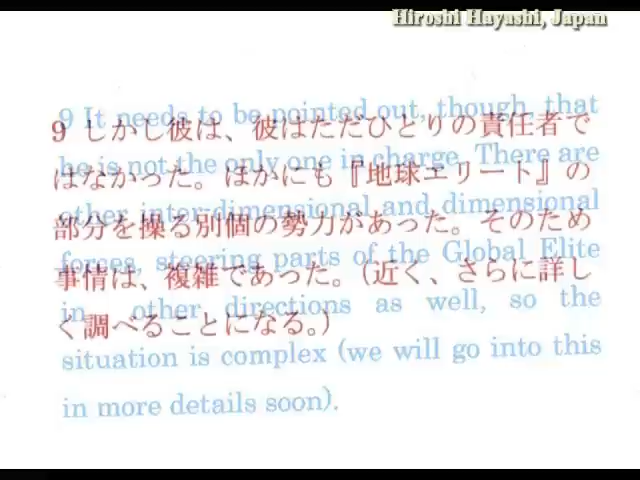 Hiroshi Hayashi, Japan
9 It needs to be pointed out, though, that
9 しかし彼は、彼はただひとりの責任者で
he is not the only one in charge. There are
はなかった。ほかにも『地球エリート』の
other inter-dimensional and dimensional
部分を操る別個の勢力があった。そのため
forces, steering parts of the Global Elite
事情は、複雑であった。(近く、さらに詳し
in other directions as well, so the
く調べることになる。)
situation is complex (we will go into this
in more details soon).